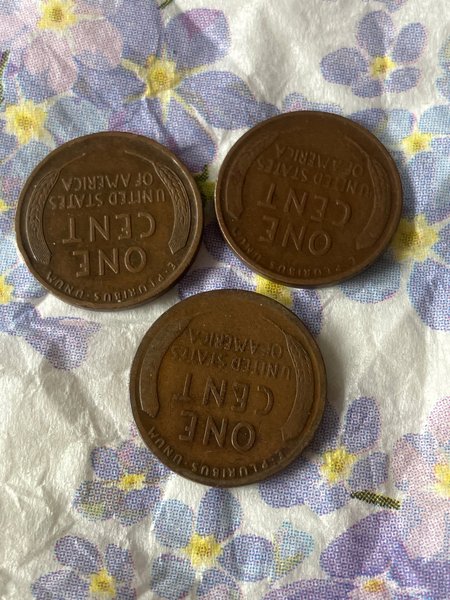 E·PLURIBUS·UNUM
ONE
CENT
UNITED STATES
OF AMERICA
E·PLURIBUS·UNUM
ONE
CENT
UNITED STATES
OF AMERICA
E·PLURIBUS·UNUM
ONE
CENT
UNITED STATES
OF AMERICA